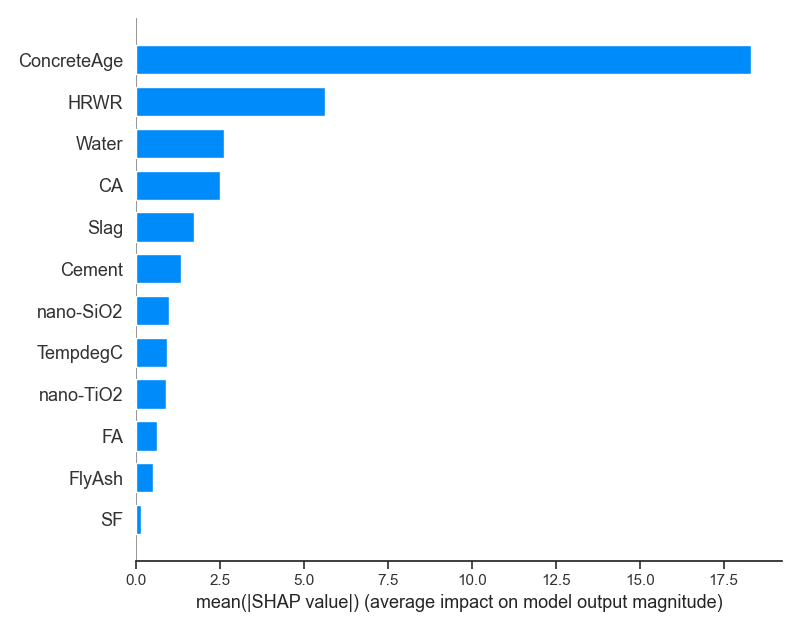 ConcreteAge
HRWR
Water
CA
Slag
Cement
nano-SiO2
TempdegC
nano-TiO2
FA
FlyAsh
SF
0.0 2.5 5.0 7.5 10.0 12.5 15.0 17.5
mean(|SHAP value|) (average impact on model output magnitude)